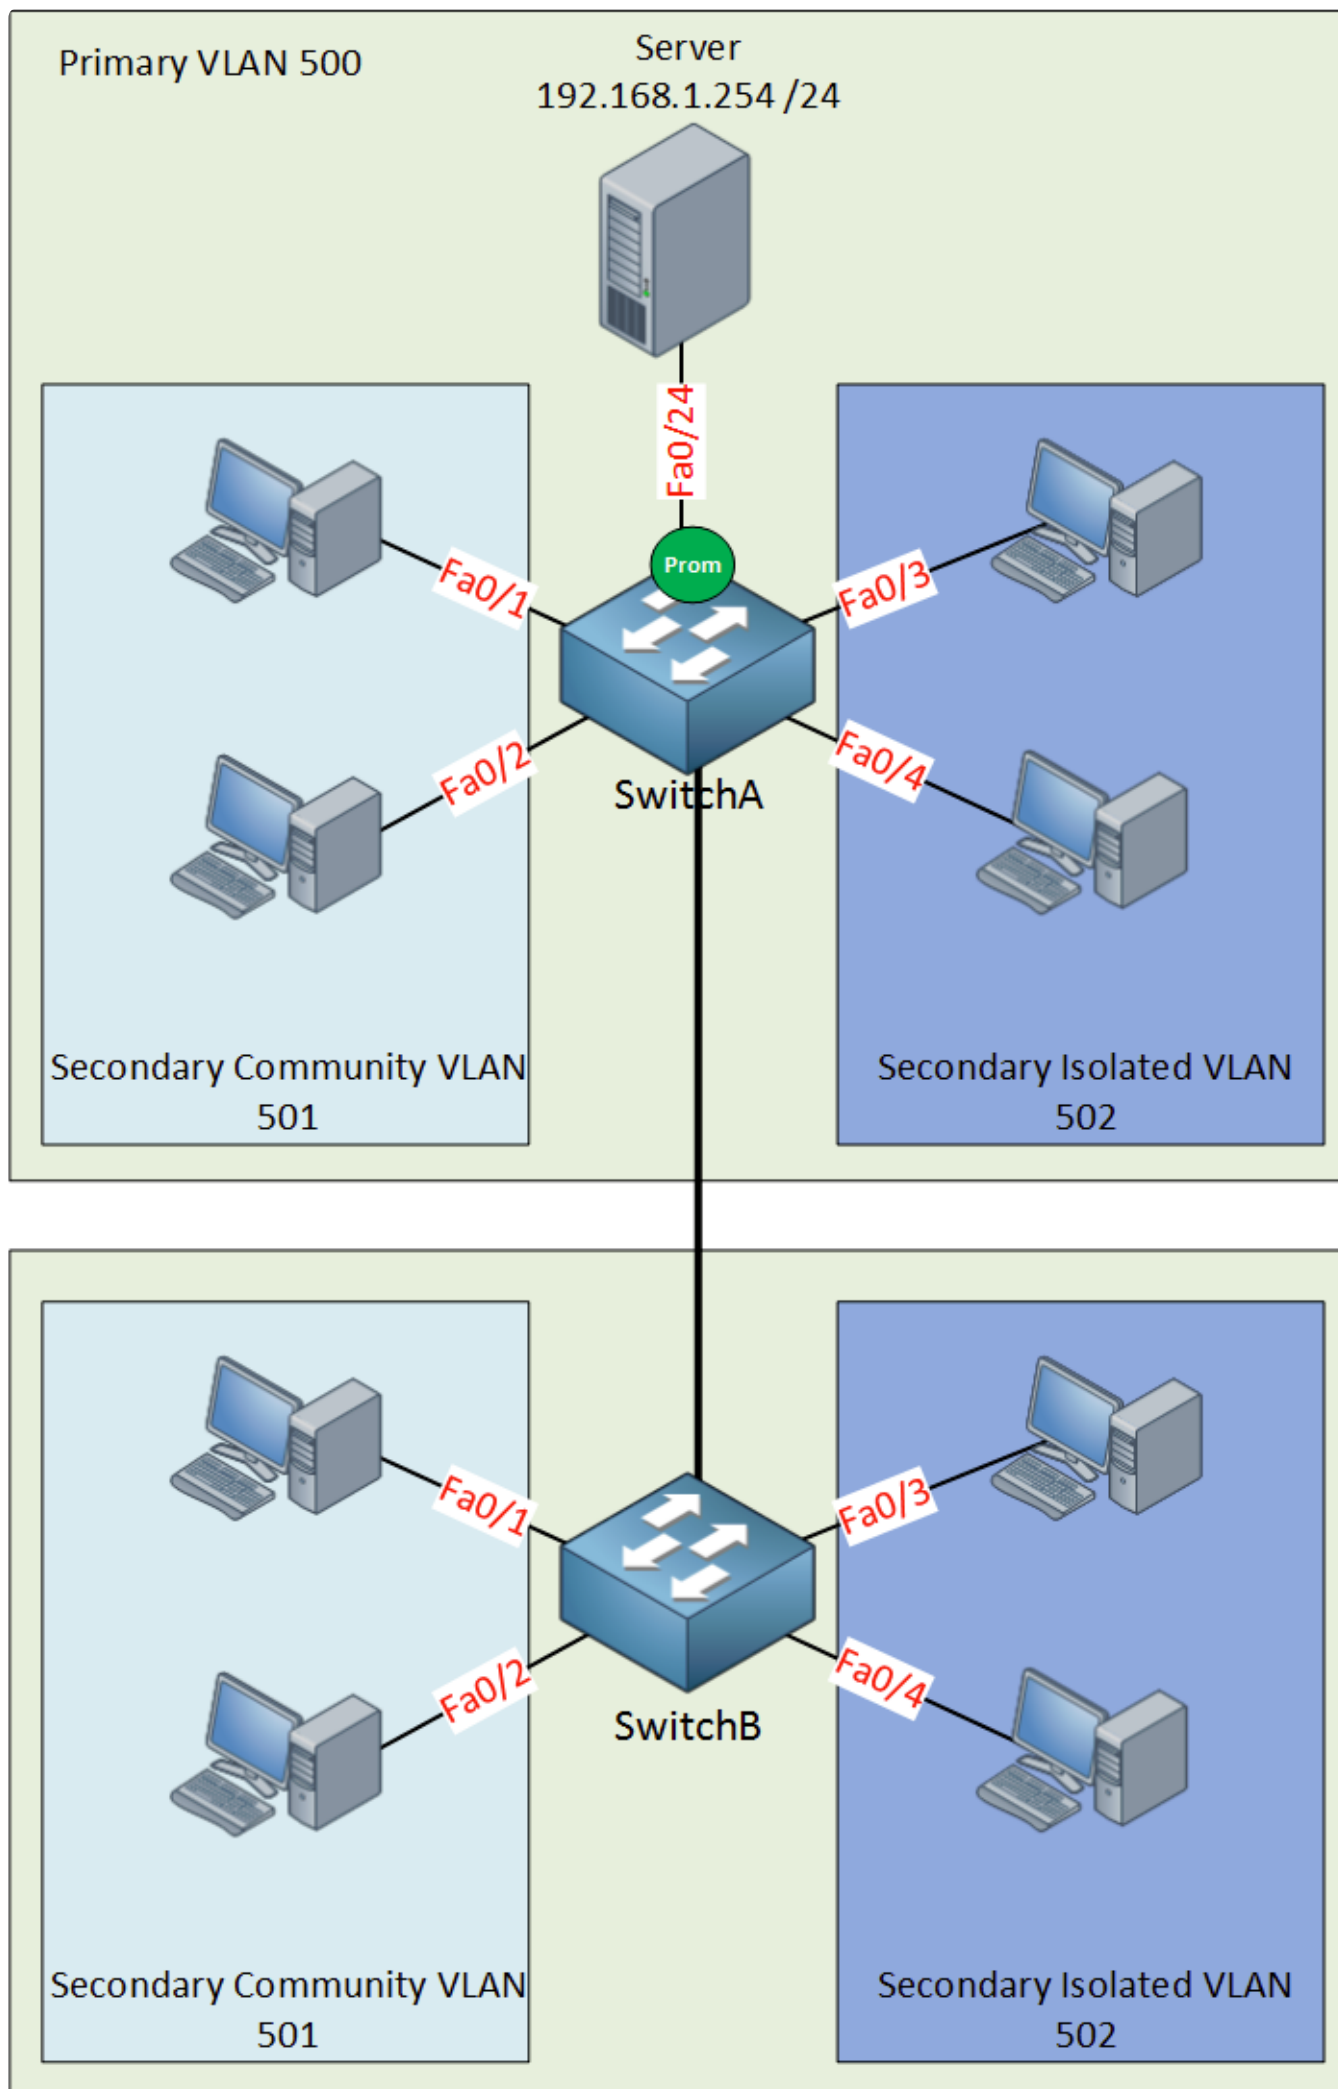 Primary VLAN 500
Server
192.168.1.254 /24
Fa0/24
Prom
Fa0/1
Fa0/3
Fa0/2
Fa0/4
SwitchA
Secondary Community VLAN
501
Secondary Isolated VLAN
502
Fa0/1
Fa0/3
Fa0/2
Fa0/4
SwitchB
Secondary Community VLAN
501
Secondary Isolated VLAN
502